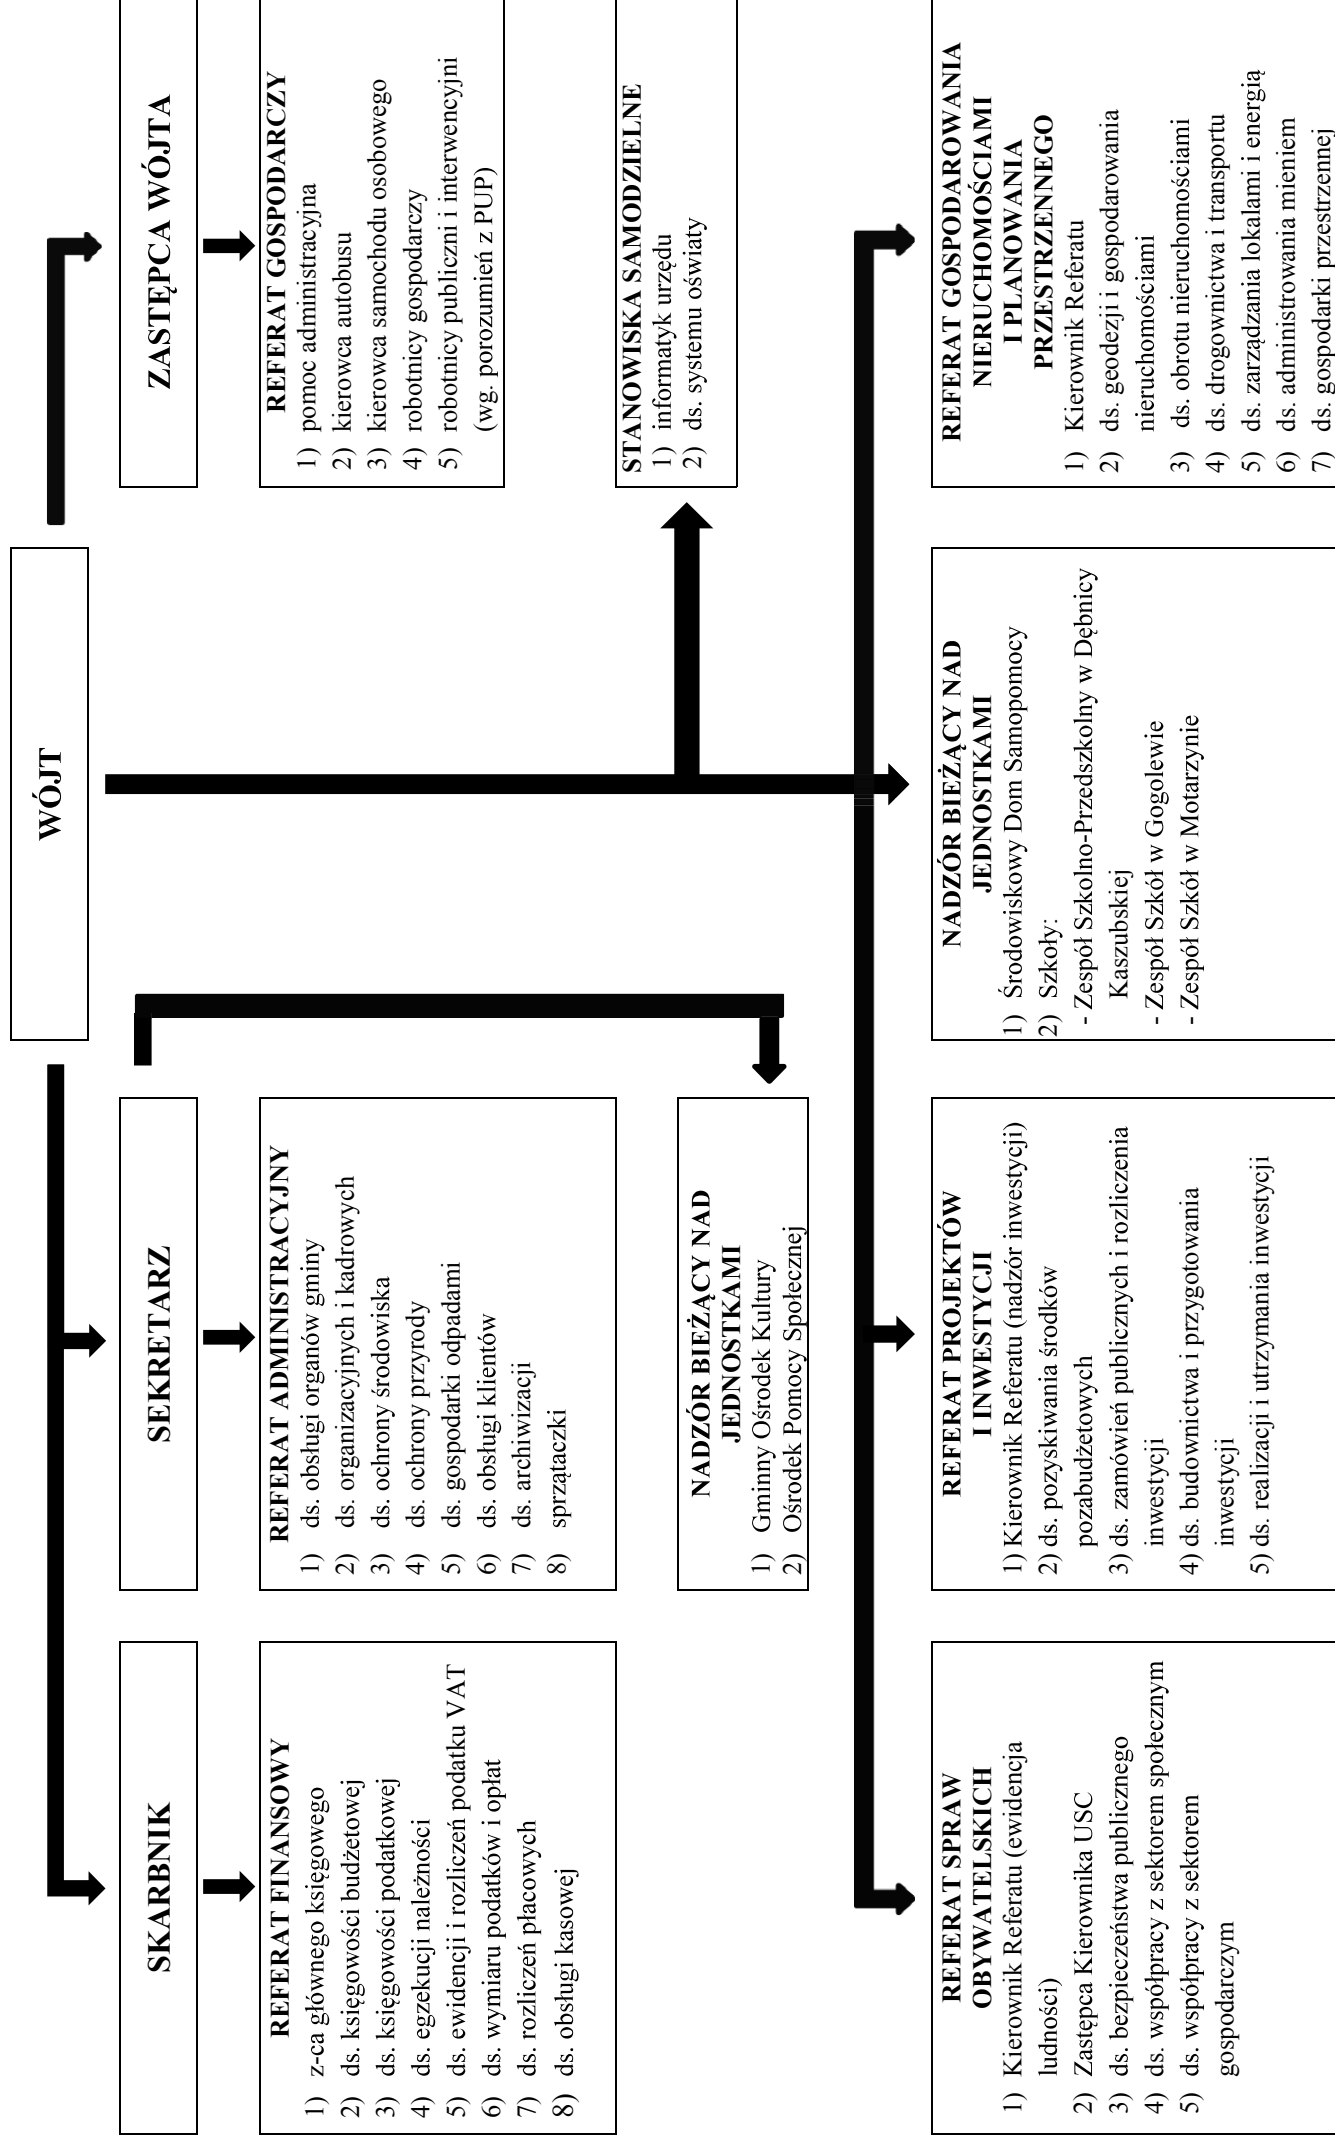 WÓJT
SKARBNIK
SEKRETARZ
ZASTĘPCA WÓJTA
REFERAT FINANSOWY
1) z-ca głównego księgowego
2) ds. księgowości budżetowej
3) ds. księgowości podatkowej
4) ds. egzekucji należności
5) ds. ewidencji i rozliczeń podatku VAT
6) ds. wymiaru podatków i opłat
7) ds. rozliczeń płacowych
8) ds. obsługi kasowej
REFERAT ADMINISTRACYJNY
1) ds. obsługi organów gminy
2) ds. organizacyjnych i kadrowych
3) ds. ochrony środowiska
4) ds. ochrony przyrody
5) ds. gospodarki odpadami
6) ds. obsługi klientów
7) ds. archiwizacji
8) sprzątaczki
REFERAT GOSPODARCZY
1) pomoc administracyjna
2) kierowca autobusu
3) kierowca samochodu osobowego
4) robotnicy gospodarczy
5) robotnicy publiczni i interwencyjni
(wg. porozumień z PUP)
NADZÓR BIEŻĄCY NAD
JEDNOSTKAMI
1) Gminny Ośrodek Kultury
2) Ośrodek Pomocy Społecznej
STANOWISKA SAMODZIELNE
1) informatyk urzędu
2) ds. systemu oświaty
REFERAT SPRAW
OBYWATELSKICH
1) Kierownik Referatu (ewidencja
ludności)
2) Zastępca Kierownika USC
3) ds. bezpieczeństwa publicznego
4) ds. współpracy z sektorem społecznym
5) ds. współpracy z sektorem
gospodarczym
REFERAT PROJEKTÓW
I INWESTYCJI
1) Kierownik Referatu (nadzór inwestycji)
2) ds. pozyskiwania środków
pozabudżetowych
3) ds. zamówień publicznych i rozliczenia
inwestycji
4) ds. budownictwa i przygotowania
inwestycji
5) ds. realizacji i utrzymania inwestycji
NADZÓR BIEŻĄCY NAD
JEDNOSTKAMI
1) Środowiskowy Dom Samopomocy
2) Szkoły:
- Zespół Szkolno-Przedszkolny w Dębnicy
Kaszubskiej
- Zespół Szkół w Gogolewie
- Zespół Szkół w Motarzynie
REFERAT GOSPODAROWANIA
NIERUCHOMOŚCIAMI
I PLANOWANIA
PRZESTRZENNEGO
1) Kierownik Referatu
2) ds. geodezji i gospodarowania
nieruchomościami
3) ds. obrotu nieruchomościami
4) ds. drogownictwa i transportu
5) ds. zarządzania lokalami i energią
6) ds. administrowania mieniem
7) ds. gospodarki przestrzennej